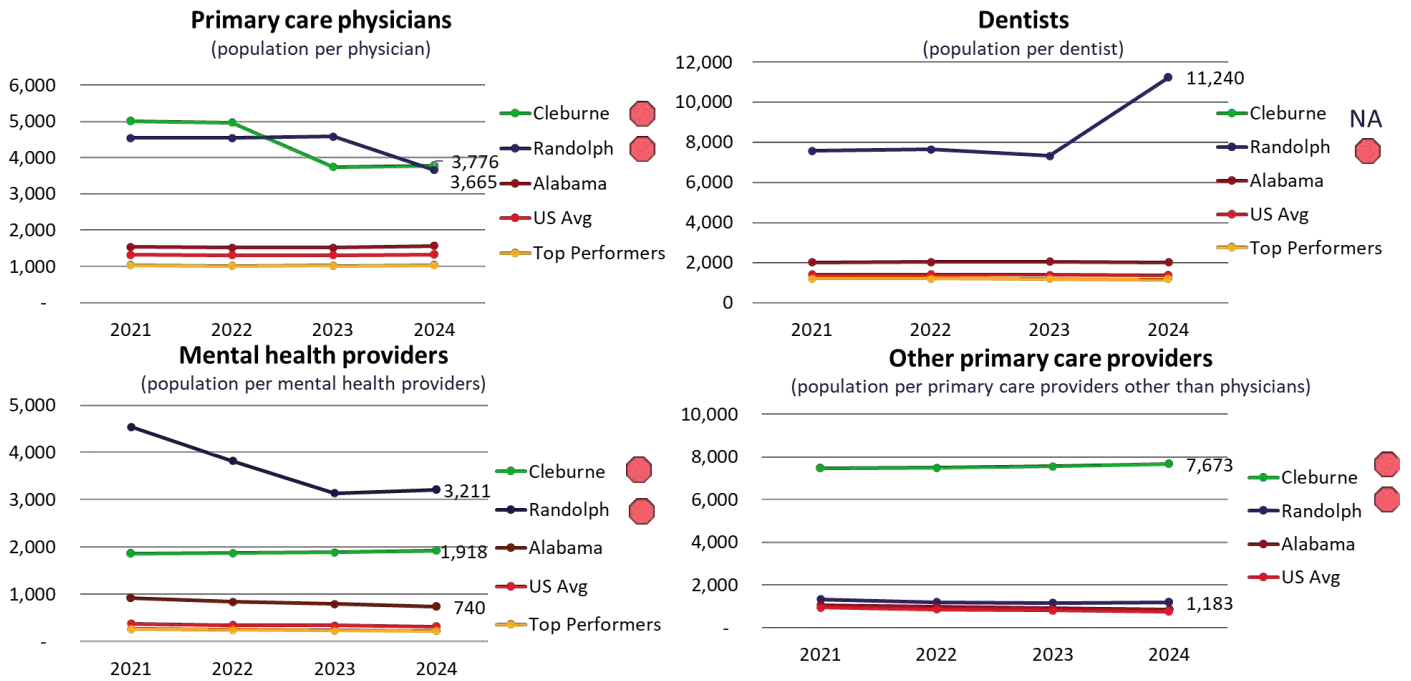 Primary care physicians
(population per physician)
6,000
5,000
4,000
3,000
2,000
1,000
-
3,776
3,665
2021 2022 2023 2024
Cleburne
Randolph
Alabama
US Avg
Top Performers
Dentists
(population per dentist)
12,000
10,000
8,000
6,000
4,000
2,000
0
11,240
2021 2022 2023 2024
Cleburne NA
Randolph
Alabama
US Avg
Top Performers
Mental health providers
(population per mental health providers)
5,000
4,000
3,000
2,000
1,000
-
3,211
1,918
740
2021 2022 2023 2024
Cleburne
Randolph
Alabama
US Avg
Top Performers
Other primary care providers
(population per primary care providers other than physicians)
10,000
8,000
6,000
4,000
2,000
-
7,673
1,183
2021 2022 2023 2024
Cleburne
Randolph
Alabama
US Avg